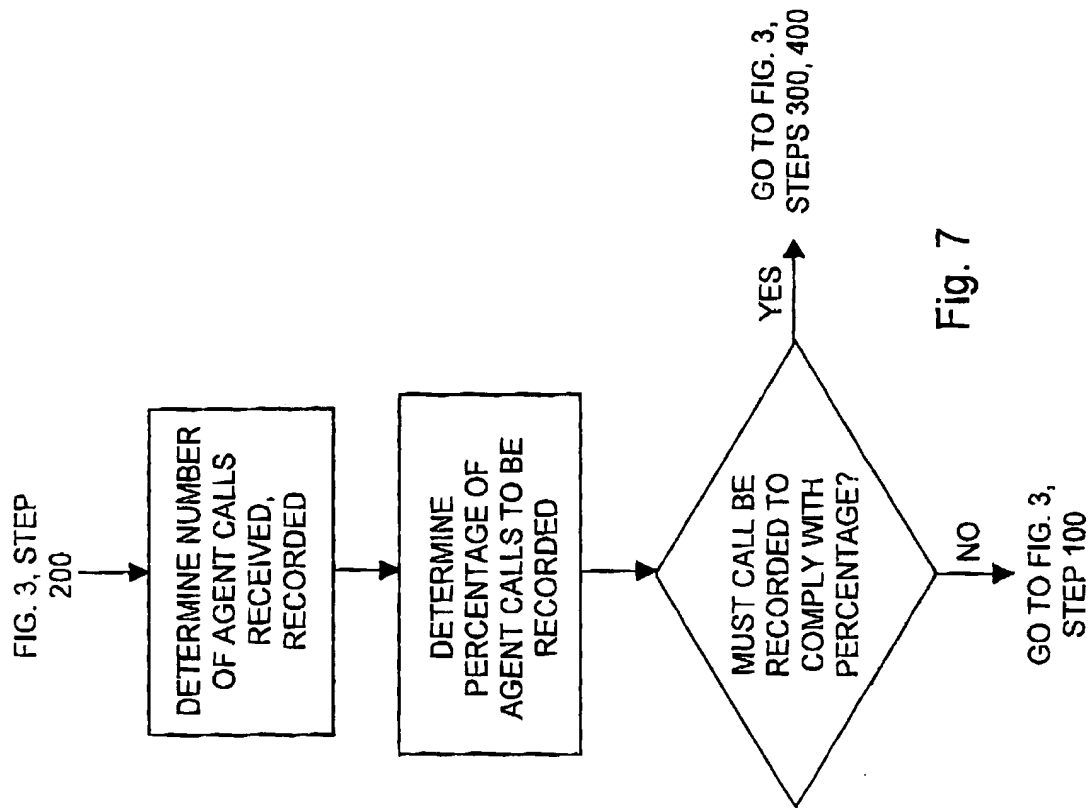 FIG. 3, STEP
200
DETERMINE NUMBER
OF AGENT CALLS
RECEIVED,
RECORDED
DETERMINE
PERCENTAGE OF
AGENT CALLS TO BE
RECORDED
MUST CALL BE
RECORDED TO
COMPLY WITH
PERCENTAGE?
YES
GO TO FIG. 3,
STEPS 300, 400
NO
GO TO FIG. 3,
STEP 100
Fig. 7